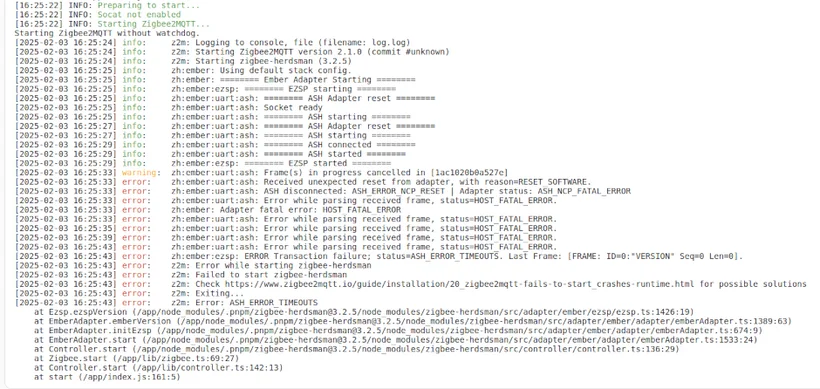 [16:25:22] INFO: Preparing to start...
[16:25:22] INFO: Socat not enabled
[16:25:22] INFO: Starting Zigbee2MQTT...
Starting Zigbee2MQTT without watchdog.
[2025-02-03 16:25:24] info: z2m: Logging to console, file (filename: log.log)
[2025-02-03 16:25:24] info: z2m: Starting Zigbee2MQTT version 2.1.0 (commit #unknown)
[2025-02-03 16:25:24] info: z2m: Starting zigbee-herdsman (3.2.5)
[2025-02-03 16:25:25] info: zh:ember: Using default stack config.
[2025-02-03 16:25:25] info: zh:ember: ======== Ember Adapter Starting ========
[2025-02-03 16:25:25] info: zh:ember:ezsp: ======== EZSP starting ========
[2025-02-03 16:25:25] info: zh:ember:uart:ash: ======== ASH Adapter reset ========
[2025-02-03 16:25:25] info: zh:ember:uart:ash: Socket ready
[2025-02-03 16:25:25] info: zh:ember:uart:ash: ======== ASH starting ========
[2025-02-03 16:25:27] info: zh:ember:uart:ash: ======== ASH Adapter reset ========
[2025-02-03 16:25:27] info: zh:ember:uart:ash: ======== ASH starting ========
[2025-02-03 16:25:29] info: zh:ember:uart:ash: ======== ASH connected ========
[2025-02-03 16:25:29] info: zh:ember:uart:ash: ======== ASH started ========
[2025-02-03 16:25:29] info: zh:ember:ezsp: ======== EZSP started ========
[2025-02-03 16:25:33] warning: zh:ember:uart:ash: Frame(s) in progress cancelled in [1ac1020b0a527e]
[2025-02-03 16:25:33] error: zh:ember:uart:ash: Received unexpected reset from adapter, with reason=RESET_SOFTWARE.
[2025-02-03 16:25:33] error: zh:ember:uart:ash: ASH disconnected: ASH_ERROR_NCP_RESET | Adapter status: ASH_NCP_FATAL_ERROR
[2025-02-03 16:25:33] error: zh:ember:uart:ash: Error while parsing received frame, status=HOST_FATAL_ERROR.
[2025-02-03 16:25:33] error: zh:ember: Adapter fatal error: HOST_FATAL_ERROR
[2025-02-03 16:25:33] error: zh:ember:uart:ash: Error while parsing received frame, status=HOST_FATAL_ERROR.
[2025-02-03 16:25:35] error: zh:ember:uart:ash: Error while parsing received frame, status=HOST_FATAL_ERROR.
[2025-02-03 16:25:39] error: zh:ember:uart:ash: Error while parsing received frame, status=HOST_FATAL_ERROR.
[2025-02-03 16:25:43] error: zh:ember:uart:ash: Error while parsing received frame, status=HOST_FATAL_ERROR.
[2025-02-03 16:25:43] error: zh:ember:ezsp: ERROR Transaction failure; status=ASH_ERROR_TIMEOUTS. Last Frame: [FRAME: ID=0:"VERSION" Seq=0 Len=0].
[2025-02-03 16:25:43] error: z2m: Error while starting zigbee-herdsman
[2025-02-03 16:25:43] error: z2m: Failed to start zigbee-herdsman
[2025-02-03 16:25:43] error: z2m: Check https://www.zigbee2mqtt.io/guide/installation/20_zigbee2mqtt-fails-to-start_crashes-runtime.html for possible solutions
[2025-02-03 16:25:43] error: z2m: Exiting...
[2025-02-03 16:25:43] error: z2m: Error: ASH_ERROR_TIMEOUTS
at Ezsp.ezspVersion (/app/node_modules/.pnpm/zigbee-herdsman@3.2.5/node_modules/zigbee-herdsman/src/adapter/ember/ezsp/ezsp.ts:1426:19)
at EmberAdapter.emberVersion (/app/node_modules/.pnpm/zigbee-herdsman@3.2.5/node_modules/zigbee-herdsman/src/adapter/ember/adapter/emberAdapter.ts:1389:63)
at EmberAdapter.initEzsp (/app/node_modules/.pnpm/zigbee-herdsman@3.2.5/node_modules/zigbee-herdsman/src/adapter/ember/adapter/emberAdapter.ts:674:9)
at EmberAdapter.start (/app/node_modules/.pnpm/zigbee-herdsman@3.2.5/node_modules/zigbee-herdsman/src/adapter/ember/adapter/emberAdapter.ts:1533:24)
at Controller.start (/app/node_modules/.pnpm/zigbee-herdsman@3.2.5/node_modules/zigbee-herdsman/src/controller/controller.ts:136:29)
at Zigbee.start (/app/lib/zigbee.ts:69:27)
at Controller.start (/app/lib/controller.ts:142:13)
at start (/app/index.js:161:5)